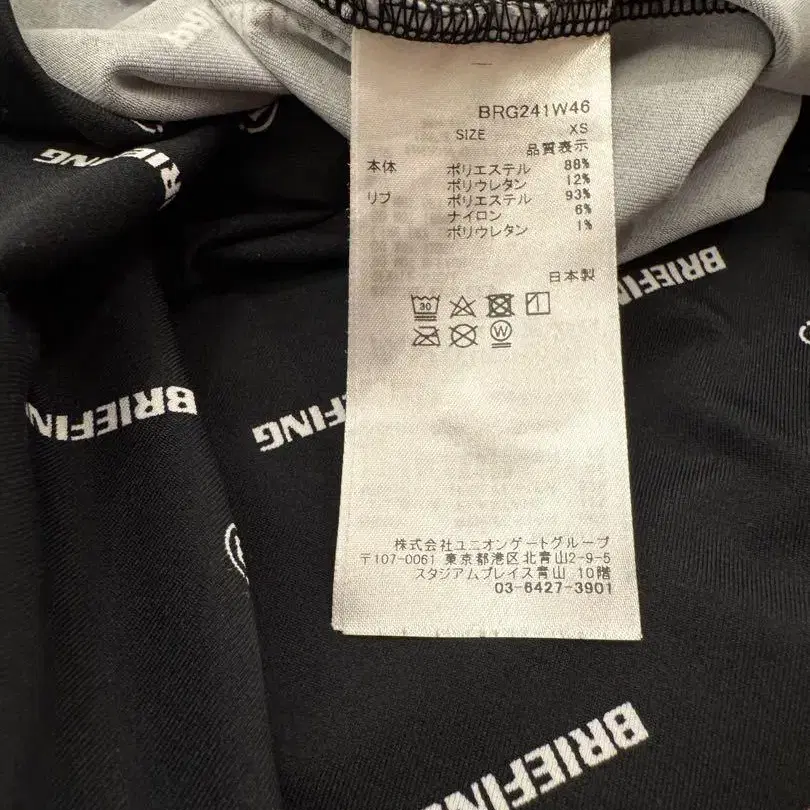 BRG241W46
SIZE XS
品質表示
本体 ポリエステル 88%
ポリウレタン 12%
リブ ポリエステル 93%
ナイロン 6%
ポリウレタン 1%
日本製
30
W
株式会社ユニオンゲートグループ
〒107-0061 東京都港区北青山2-9-5
スタジアムプレイス青山 10階
03-6427-3901
BRIEFING
BRIEFING
BRIEFING
BRIEFING
BRIEFING